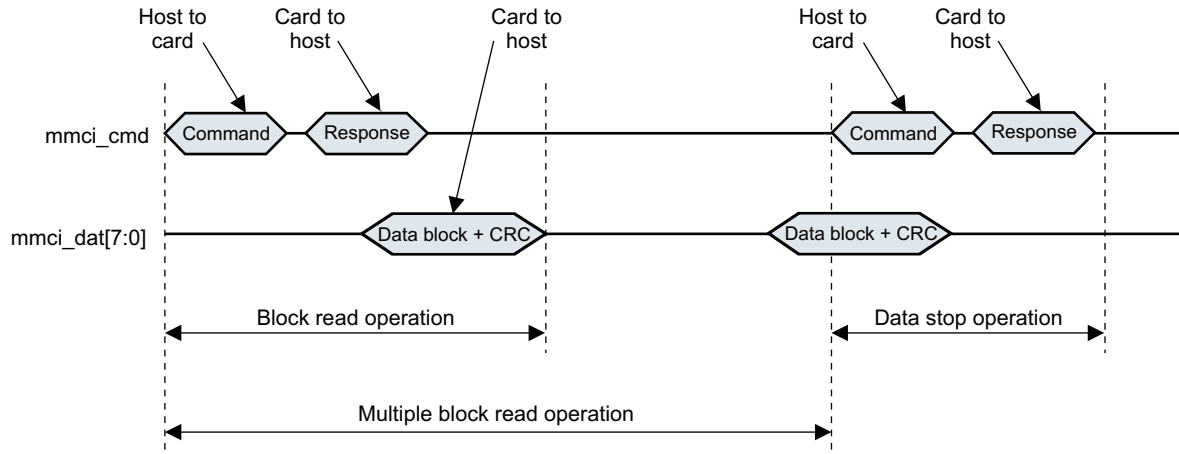 Host to
card
Card to
host
Card to
host
Host to
card
Card to
host
mmci_cmd
Command
Response
Command
Response
mmci_dat[7:0]
Data block + CRC
Data block + CRC
Block read operation
Data stop operation
Multiple block read operation